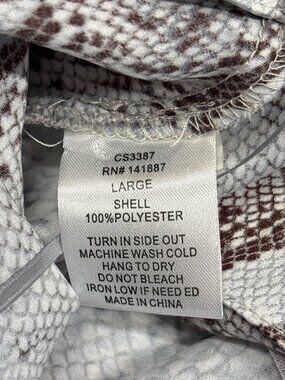 CS3387
RN# 141887
LARGE
SHELL
100%POLYESTER
TURN IN SIDE OUT
MACHINE WASH COLD
HANG TO DRY
DO NOT BLEACH
IRON LOW IF NEED ED
MADE IN CHINA